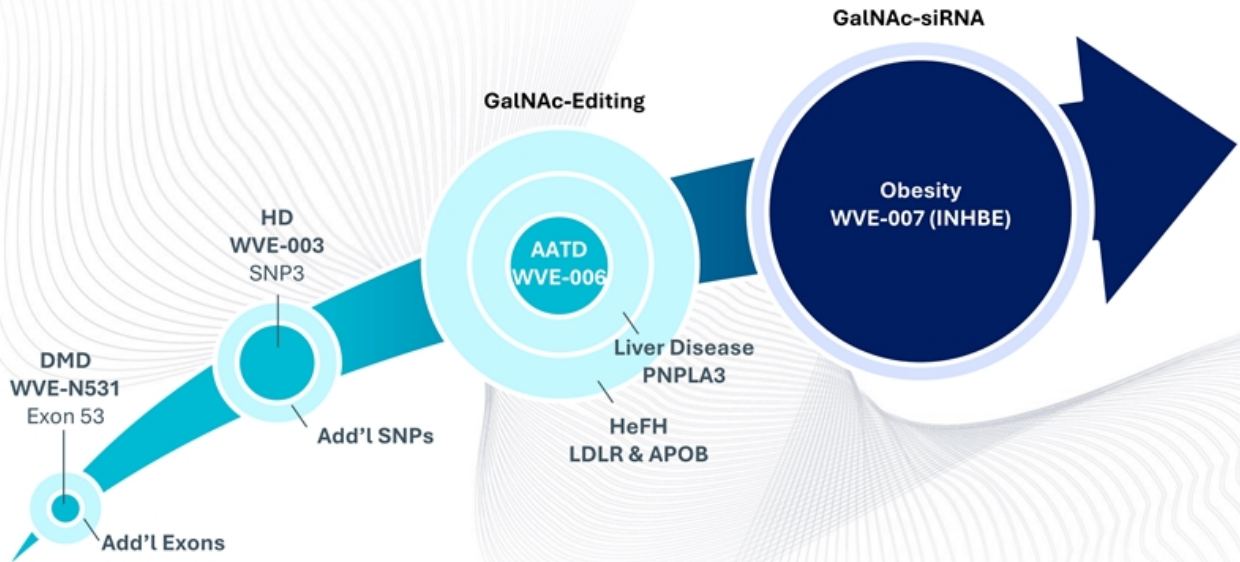 GalNAc-siRNA
GalNAc-Editing
Obesity
WVE-007 (INHBE)
HD
WVE-003
SNP3
AATD
WVE-006
Liver Disease
PNPLA3
DMD
WVE-N531
Exon 53
HeFH
LDLR & APOB
Add'l SNPs
Add'l Exons